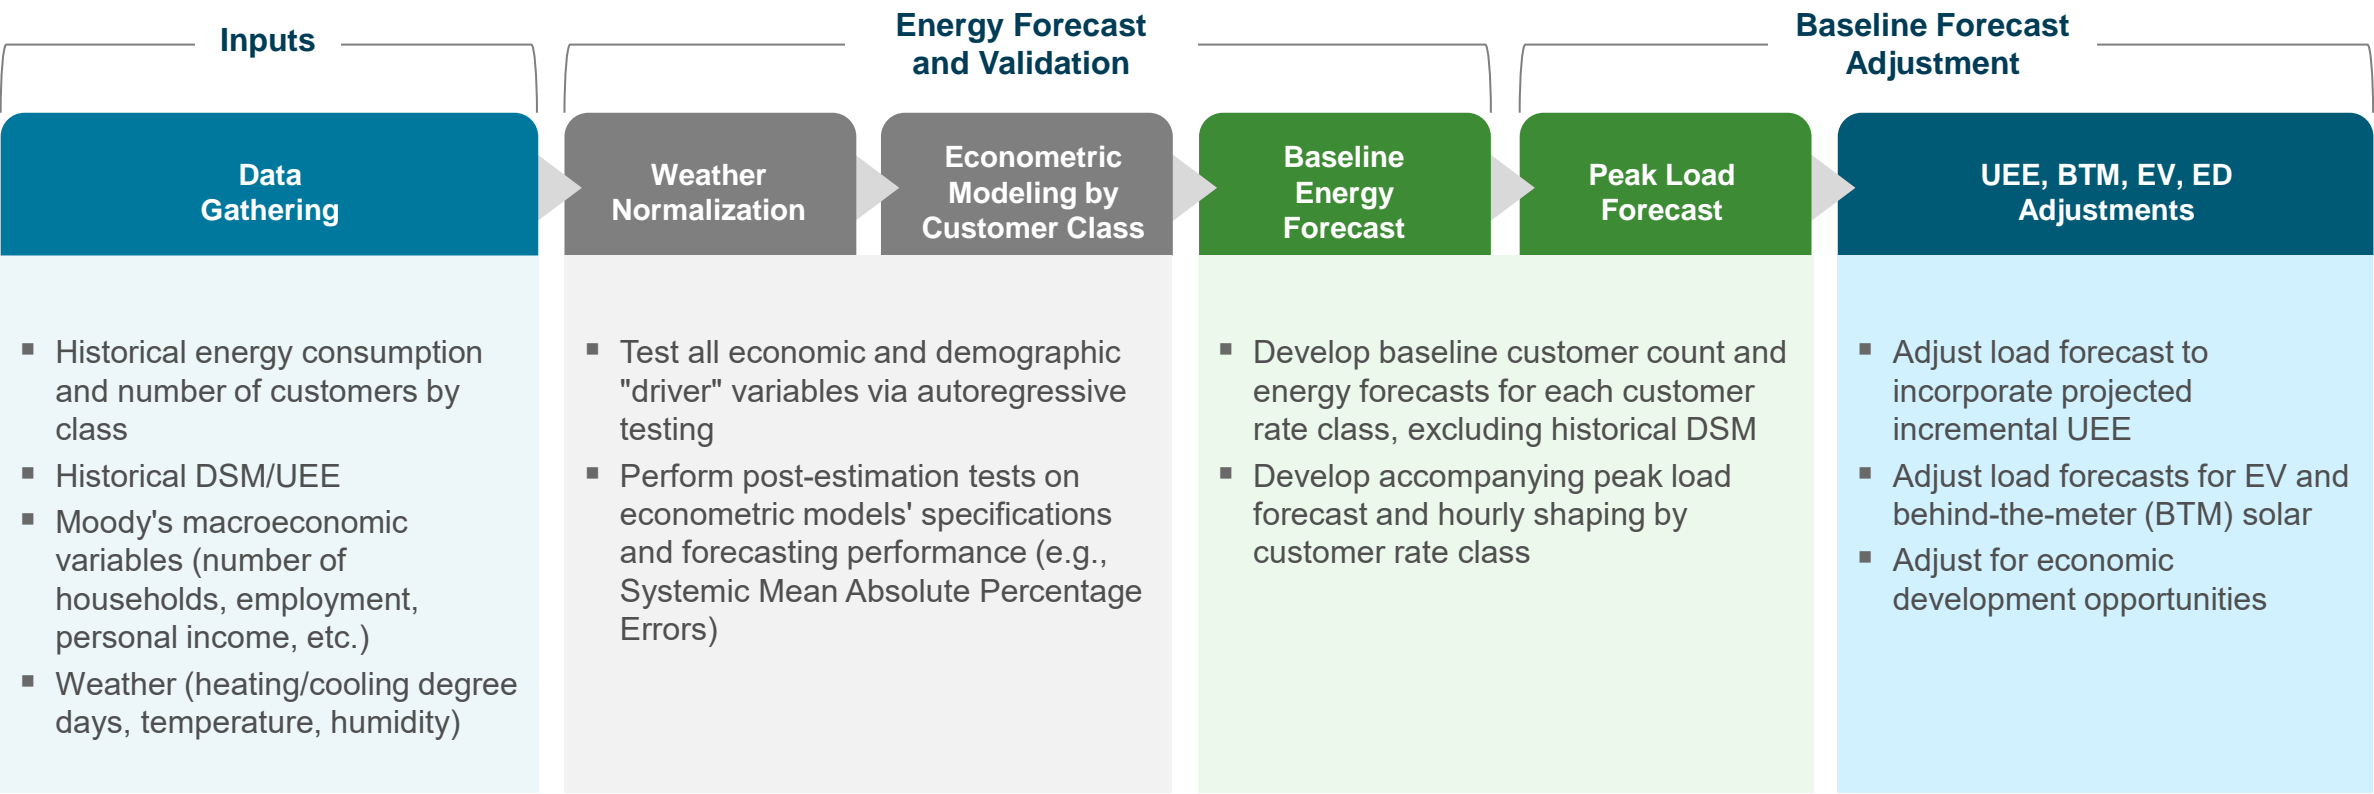 Inputs
Energy Forecast
and Validation
Baseline Forecast
Adjustment
Data
Gathering
Weather
Normalization
Econometric
Modeling by
Customer Class
Baseline
Energy
Forecast
Peak Load
Forecast
UEE, BTM, EV, ED
Adjustments
▪ Historical energy consumption
and number of customers by
class
▪ Historical DSM/UEE
▪ Moody's macroeconomic
variables (number of
households, employment,
personal income, etc.)
▪ Weather (heating/cooling degree
days, temperature, humidity)
▪ Test all economic and demographic
"driver" variables via autoregressive
testing
▪ Perform post-estimation tests on
econometric models' specifications
and forecasting performance (e.g.,
Systemic Mean Absolute Percentage
Errors)
▪ Develop baseline customer count and
energy forecasts for each customer
rate class, excluding historical DSM
▪ Develop accompanying peak load
forecast and hourly shaping by
customer rate class
▪ Adjust load forecast to
incorporate projected
incremental UEE
▪ Adjust load forecasts for EV and
behind-the-meter (BTM) solar
▪ Adjust for economic
development opportunities